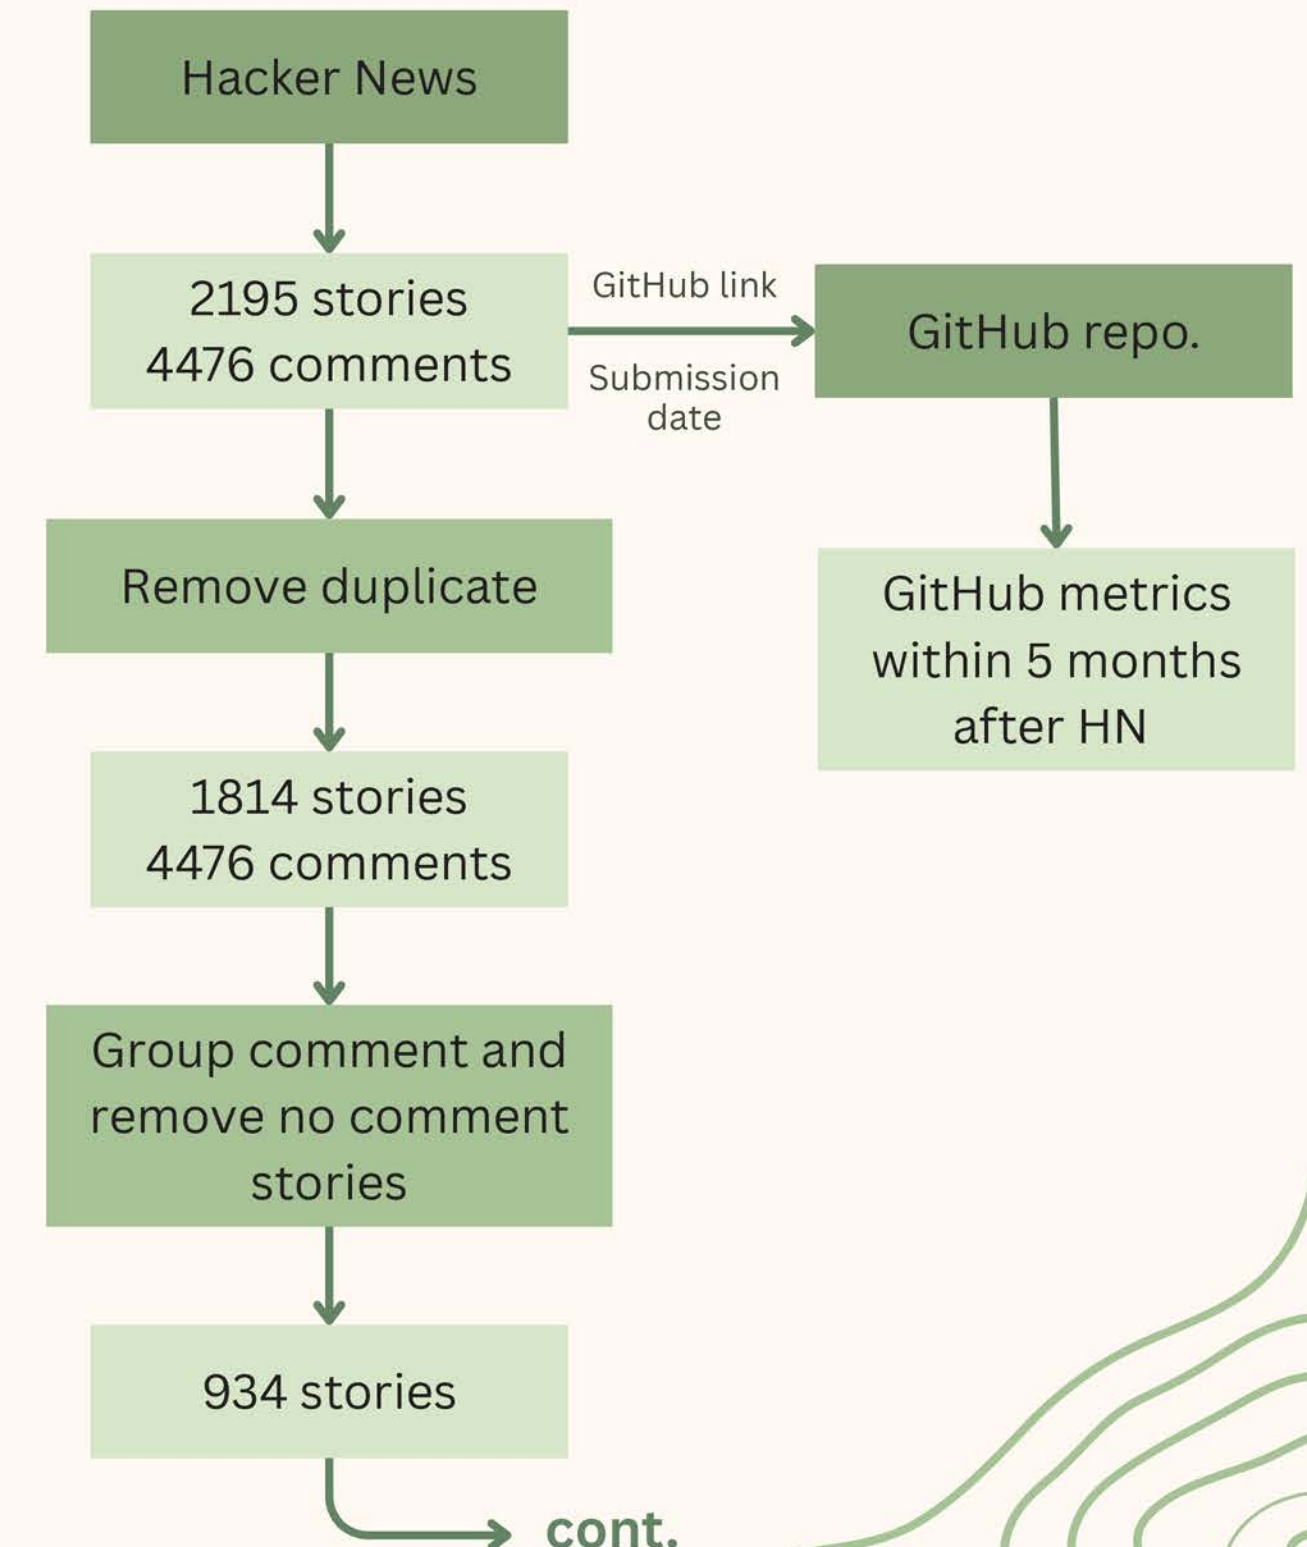 Hacker News
2195 stories
4476 comments
GitHub link
Submission
date
GitHub repo.
Remove duplicate
GitHub metrics
within 5 months
after HN
1814 stories
4476 comments
Group comment and
remove no comment
stories
934 stories
cont.